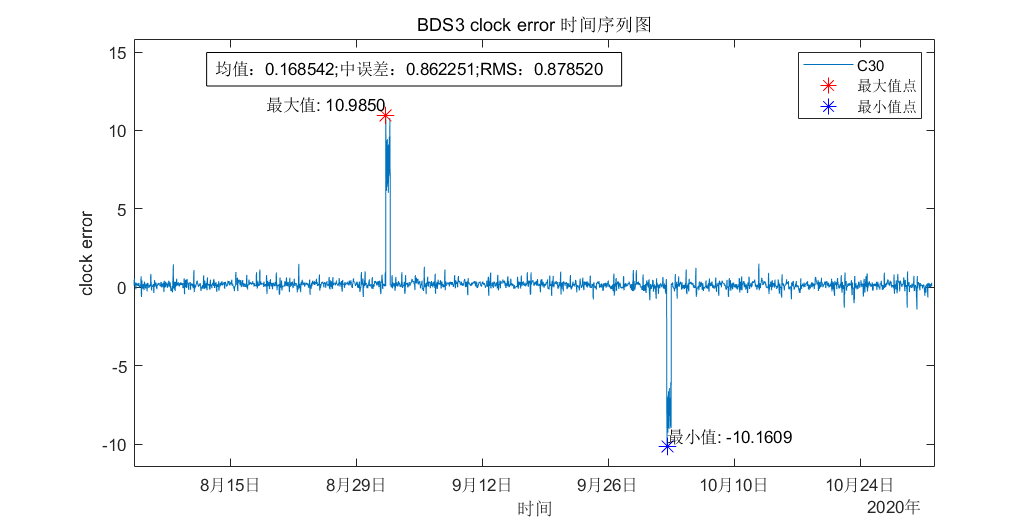 BDS3 clock error 时间序列图
均值：0.168542;中误差：0.862251;RMS：0.878520
C30
最大值点
最小值点
最大值: 10.9850
最小值: -10.1609
15
10
5
0
-5
-10
clock error
8月15日
8月29日
9月12日
9月26日
10月10日
10月24日
时间
2020年